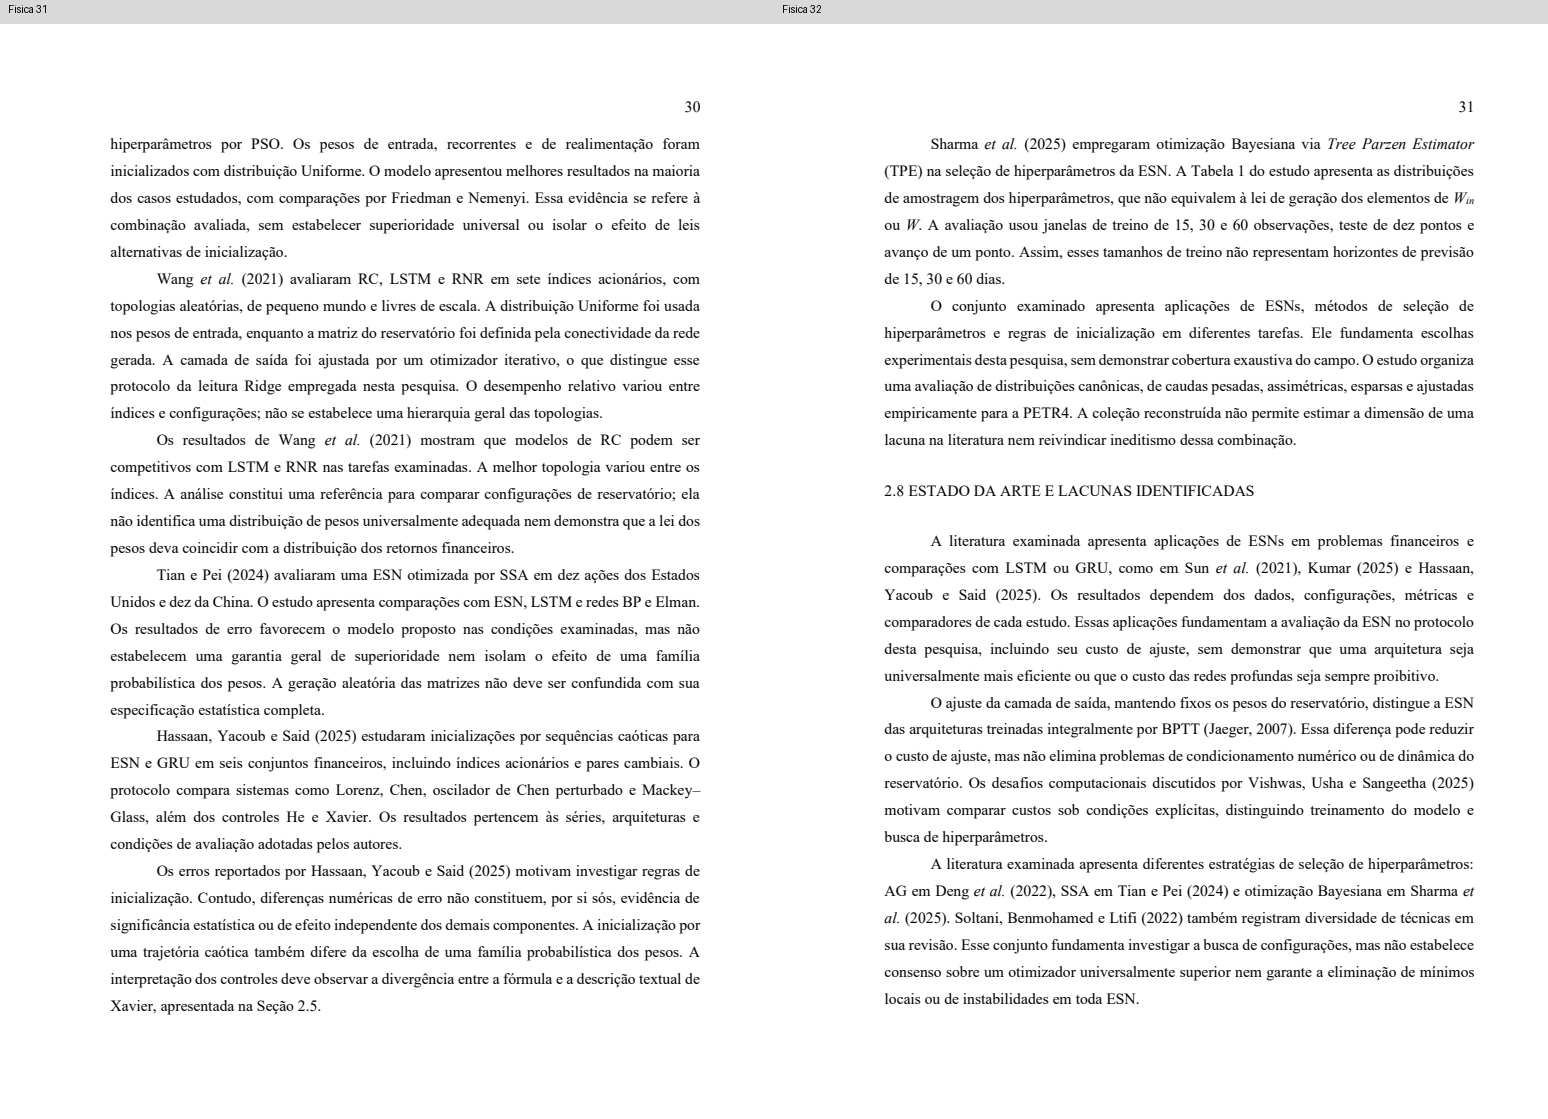 Fisica 31
30
hiperparâmetros por PSO. Os pesos de entrada, recorrentes e de realimentação foram
inicializados com distribuição Uniforme. O modelo apresentou melhores resultados na maioria
dos casos estudados, com comparações por Friedman e Nemenyi. Essa evidência se refere à
combinação avaliada, sem estabelecer superioridade universal ou isolar o efeito de leis
alternativas de inicialização.
Wang et al. (2021) avaliaram RC, LSTM e RNR em sete índices acionários, com
topologias aleatórias, de pequeno mundo e livres de escala. A distribuição Uniforme foi usada
nos pesos de entrada, enquanto a matriz do reservatório foi definida pela conectividade da rede
gerada. A camada de saída foi ajustada por um otimizador iterativo, o que distingue esse
protocolo da leitura Ridge empregada nesta pesquisa. O desempenho relativo variou entre
índices e configurações; não se estabelece uma hierarquia geral das topologias.
Os resultados de Wang et al. (2021) mostram que modelos de RC podem ser
competitivos com LSTM e RNR nas tarefas examinadas. A melhor topologia variou entre os
índices. A análise constitui uma referência para comparar configurações de reservatório; ela
não identifica uma distribuição de pesos universalmente adequada nem demonstra que a lei dos
pesos deva coincidir com a distribuição dos retornos financeiros.
Tian e Pei (2024) avaliaram uma ESN otimizada por SSA em dez ações dos Estados
Unidos e dez da China. O estudo apresenta comparações com ESN, LSTM e redes BP e Elman.
Os resultados de erro favorecem o modelo proposto nas condições examinadas, mas não
estabelecem uma garantia geral de superioridade nem isolam o efeito de uma família
probabilística dos pesos. A geração aleatória das matrizes não deve ser confundida com sua
especificação estatística completa.
Hassaan, Yacoub e Said (2025) estudaram inicializações por sequências caóticas para
ESN e GRU em seis conjuntos financeiros, incluindo índices acionários e pares cambiais. O
protocolo compara sistemas como Lorenz, Chen, oscilador de Chen perturbado e Mackey–
Glass, além dos controles He e Xavier. Os resultados pertencem às séries, arquiteturas e
condições de avaliação adotadas pelos autores.
Os erros reportados por Hassaan, Yacoub e Said (2025) motivam investigar regras de
inicialização. Contudo, diferenças numéricas de erro não constituem, por si sós, evidência de
significância estatística ou de efeito independente dos demais componentes. A inicialização por
uma trajetória caótica também difere da escolha de uma família probabilística dos pesos. A
interpretação dos controles deve observar a divergência entre a fórmula e a descrição textual de
Xavier, apresentada na Seção 2.5.
Fisica 32
31
Sharma et al. (2025) empregaram otimização Bayesiana via Tree Parzen Estimator
(TPE) na seleção de hiperparâmetros da ESN. A Tabela 1 do estudo apresenta as distribuições
de amostragem dos hiperparâmetros, que não equivalem à lei de geração dos elementos de Win
ou W. A avaliação usou janelas de treino de 15, 30 e 60 observações, teste de dez pontos e
avanço de um ponto. Assim, esses tamanhos de treino não representam horizontes de previsão
de 15, 30 e 60 dias.
O conjunto examinado apresenta aplicações de ESNs, métodos de seleção de
hiperparâmetros e regras de inicialização em diferentes tarefas. Ele fundamenta escolhas
experimentais desta pesquisa, sem demonstrar cobertura exaustiva do campo. O estudo organiza
uma avaliação de distribuições canônicas, de caudas pesadas, assimétricas, esparsas e ajustadas
empiricamente para a PETR4. A coleção reconstruída não permite estimar a dimensão de uma
lacuna na literatura nem reivindicar ineditismo dessa combinação.
2.8 ESTADO DA ARTE E LACUNAS IDENTIFICADAS
A literatura examinada apresenta aplicações de ESNs em problemas financeiros e
comparações com LSTM ou GRU, como em Sun et al. (2021), Kumar (2025) e Hassaan,
Yacoub e Said (2025). Os resultados dependem dos dados, configurações, métricas e
comparadores de cada estudo. Essas aplicações fundamentam a avaliação da ESN no protocolo
desta pesquisa, incluindo seu custo de ajuste, sem demonstrar que uma arquitetura seja
universalmente mais eficiente ou que o custo das redes profundas seja sempre proibitivo.
O ajuste da camada de saída, mantendo fixos os pesos do reservatório, distingue a ESN
das arquiteturas treinadas integralmente por BPTT (Jaeger, 2007). Essa diferença pode reduzir
o custo de ajuste, mas não elimina problemas de condicionamento numérico ou de dinâmica do
reservatório. Os desafios computacionais discutidos por Vishwas, Usha e Sangeetha (2025)
motivam comparar custos sob condições explícitas, distinguindo treinamento do modelo e
busca de hiperparâmetros.
A literatura examinada apresenta diferentes estratégias de seleção de hiperparâmetros:
AG em Deng et al. (2022), SSA em Tian e Pei (2024) e otimização Bayesiana em Sharma et
al. (2025). Soltani, Benmohamed e Ltifi (2022) também registram diversidade de técnicas em
sua revisão. Esse conjunto fundamenta investigar a busca de configurações, mas não estabelece
consenso sobre um otimizador universalmente superior nem garante a eliminação de mínimos
locais ou de instabilidades em toda ESN.